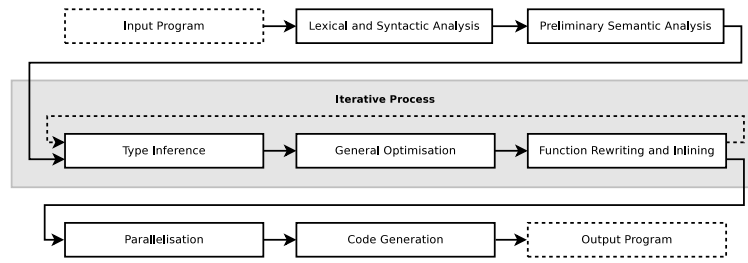 Input Program
Lexical and Syntactic Analysis
Preliminary Semantic Analysis
Iterative Process
Type Inference
General Optimisation
Function Rewriting and Inlining
Parallelisation
Code Generation
Output Program